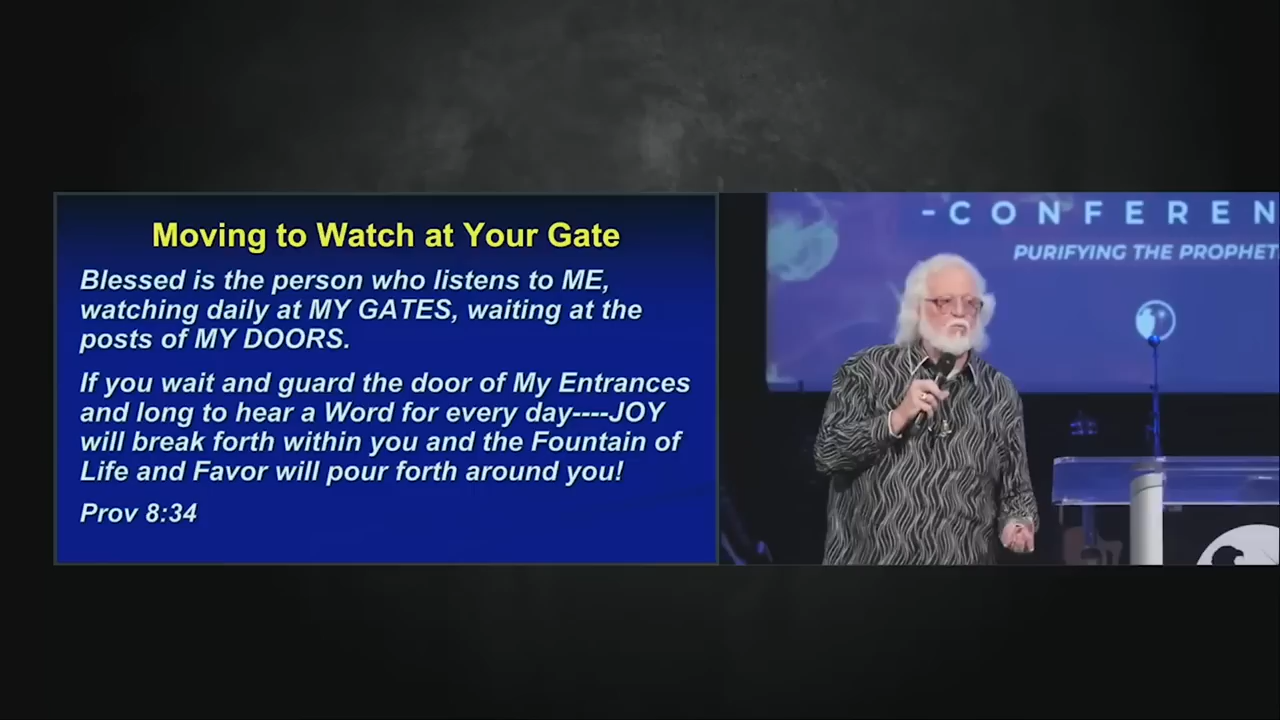 Moving to Watch at Your Gate
Blessed is the person who listens to ME,
watching daily at MY GATES, waiting at the
posts of MY DOORS.
If you wait and guard the door of My Entrances
and long to hear a Word for every day----JOY
will break forth within you and the Fountain of
Life and Favor will pour forth around you!
Prov 8:34
-CONFEREN
PURIFYING THE PROPHET